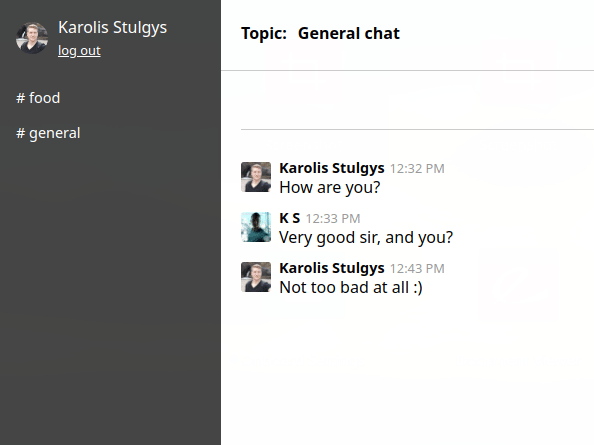 Karolis Stulgys
log out
# food
# general
Topic: General chat
Karolis Stulgys 12:32 PM
How are you?
K S 12:33 PM
Very good sir, and you?
Karolis Stulgys 12:43 PM
Not too bad at all :)